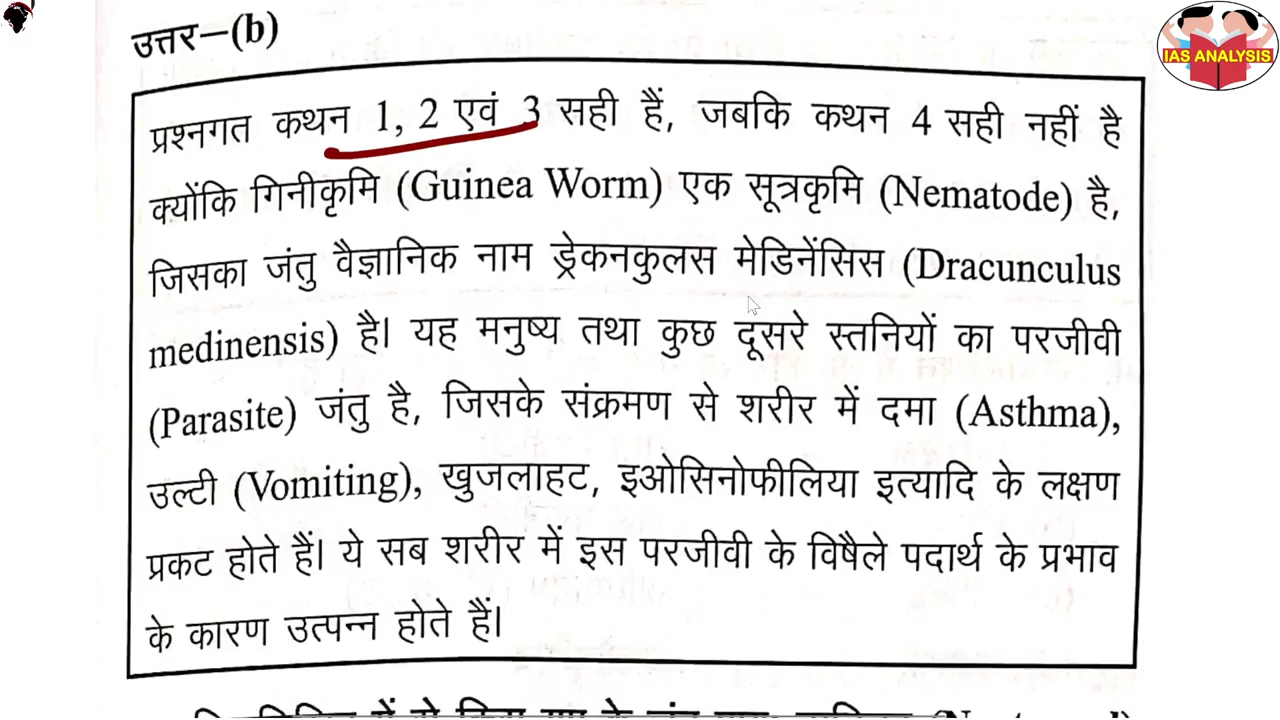 IAS ANALYSIS
उत्तर–(b)
प्रश्नगत कथन 1, 2 एवं 3 सही हैं, जबकि कथन 4 सही नहीं है
क्योंकि गिनीकृमि (Guinea Worm) एक सूत्रकृमि (Nematode) है,
जिसका जंतु वैज्ञानिक नाम ड्रेकनकुलस मेडिनेंसिस (Dracunculus
medinensis) है। यह मनुष्य तथा कुछ दूसरे स्तनियों का परजीवी
(Parasite) जंतु है, जिसके संक्रमण से शरीर में दमा (Asthma),
उल्टी (Vomiting), खुजलाहट, इओसिनोफीलिया इत्यादि के लक्षण
प्रकट होते हैं। ये सब शरीर में इस परजीवी के विषैले पदार्थ के प्रभाव
के कारण उत्पन्न होते हैं।